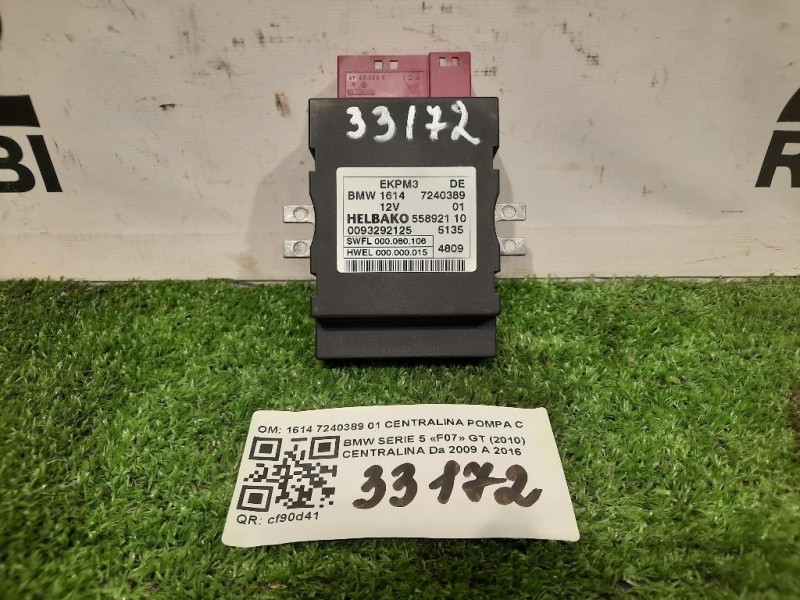 BI
R
33172
EKPM3 DE
BMW 1614 7240389
12V 01
HELBAKO 558921 10
0093292125 5135
SWFL 000.080.106
HWEL 000.000.015 4809
OM: 1614 7240389 01 CENTRALINA POMPA C
BMW SERIE 5 «F07» GT (2010)
CENTRALINA Da 2009 A 2016
33172
QR: cf90d41